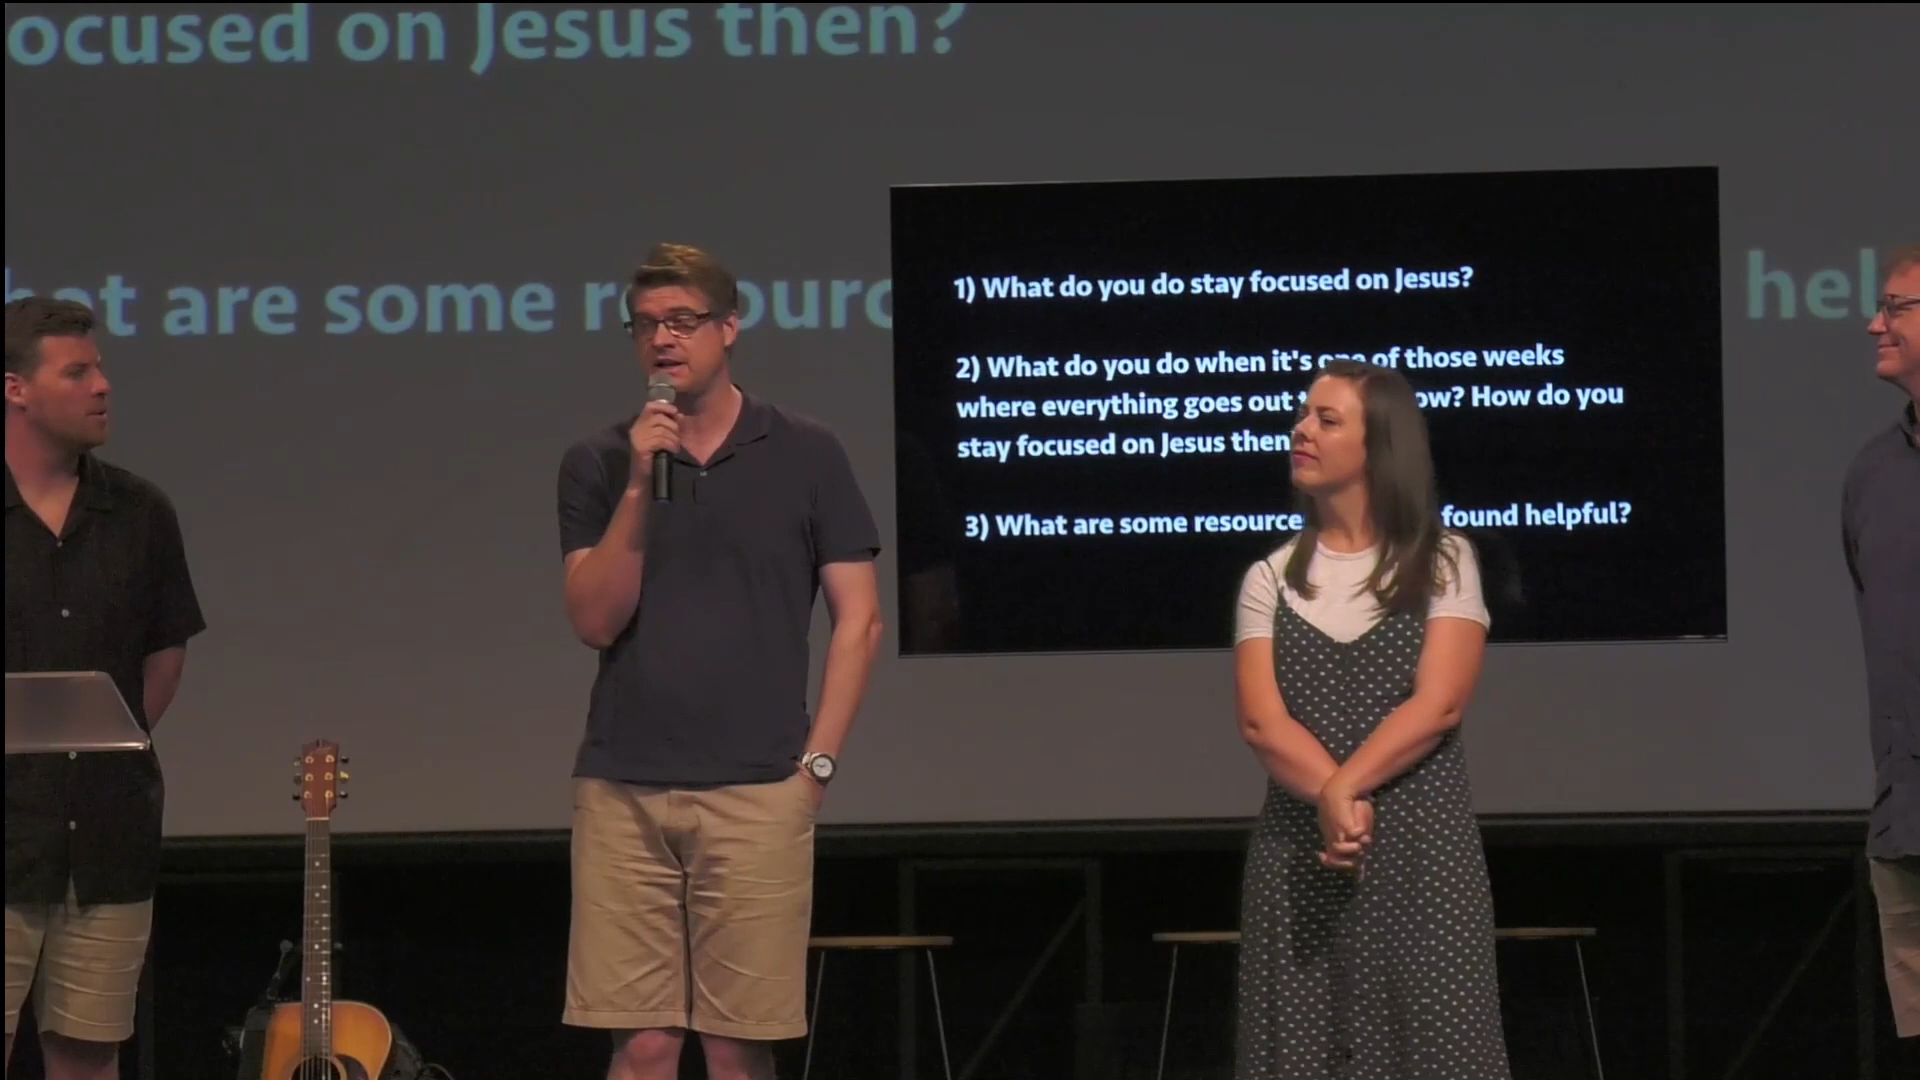 ocused on Jesus then?
hat are some r ourc hel
1) What do you do stay focused on Jesus?
2) What do you do when it's one of those weeks
where everything goes out ow? How do you
stay focused on Jesus then
3) What are some resource found helpful?